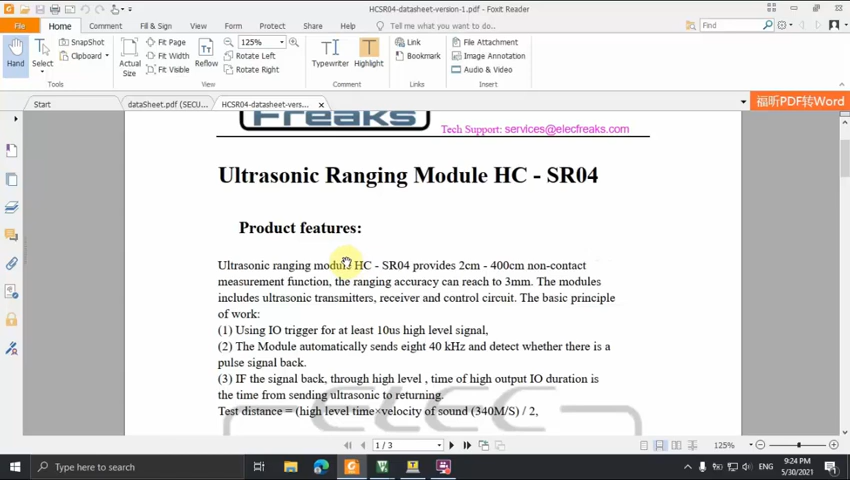 HCSR04-datasheet-version-1.pdf - Foxit Reader
File Home Comment Fill & Sign View Form Protect Share Help Tell me what you want to do... Find
Hand
Select
SnapShot
Clipboard
Tools
Actual Size
Fit Page
Fit Width
Fit Visible
Reflow
125%
Rotate Left
Rotate Right
View
Typewriter
Highlight
Comment
Link
Bookmark
Links
File Attachment
Image Annotation
Audio & Video
Insert
Start dataSheet.pdf (SECU... HCSR04-datasheet-vers... 福昕PDF转Word
Freaks
Tech Support: services@elecfreaks.com
Ultrasonic Ranging Module HC - SR04
Product features:
Ultrasonic ranging module HC - SR04 provides 2cm - 400cm non-contact
measurement function, the ranging accuracy can reach to 3mm. The modules
includes ultrasonic transmitters, receiver and control circuit. The basic principle
of work:
(1) Using IO trigger for at least 10us high level signal,
(2) The Module automatically sends eight 40 kHz and detect whether there is a
pulse signal back.
(3) IF the signal back, through high level , time of high output IO duration is
the time from sending ultrasonic to returning.
Test distance = (high level time×velocity of sound (340M/S) / 2,
ELEC
1 / 3 125%
Type here to search
ENG
9:24 PM
5/30/2021